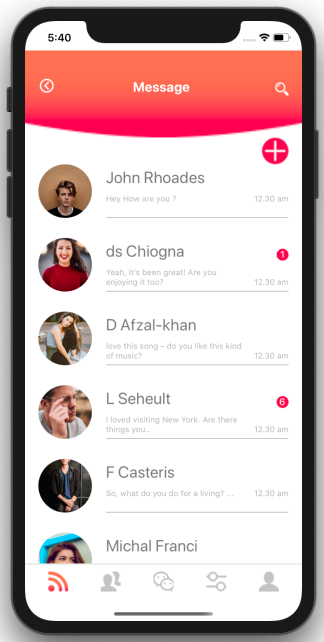 5:40
Message
John Rhoades
Hey How are you ?
12.30 am
ds Chiogna
1
Yeah, it's been great! Are you
enjoying it too?
12.30 am
D Afzal-khan
love this song – do you like this kind
of music?
12.30 am
L Seheult
6
I loved visiting New York. Are there
things you..
12.30 am
F Casteris
So, what do you do for a living? ...
12.30 am
Michal Franci